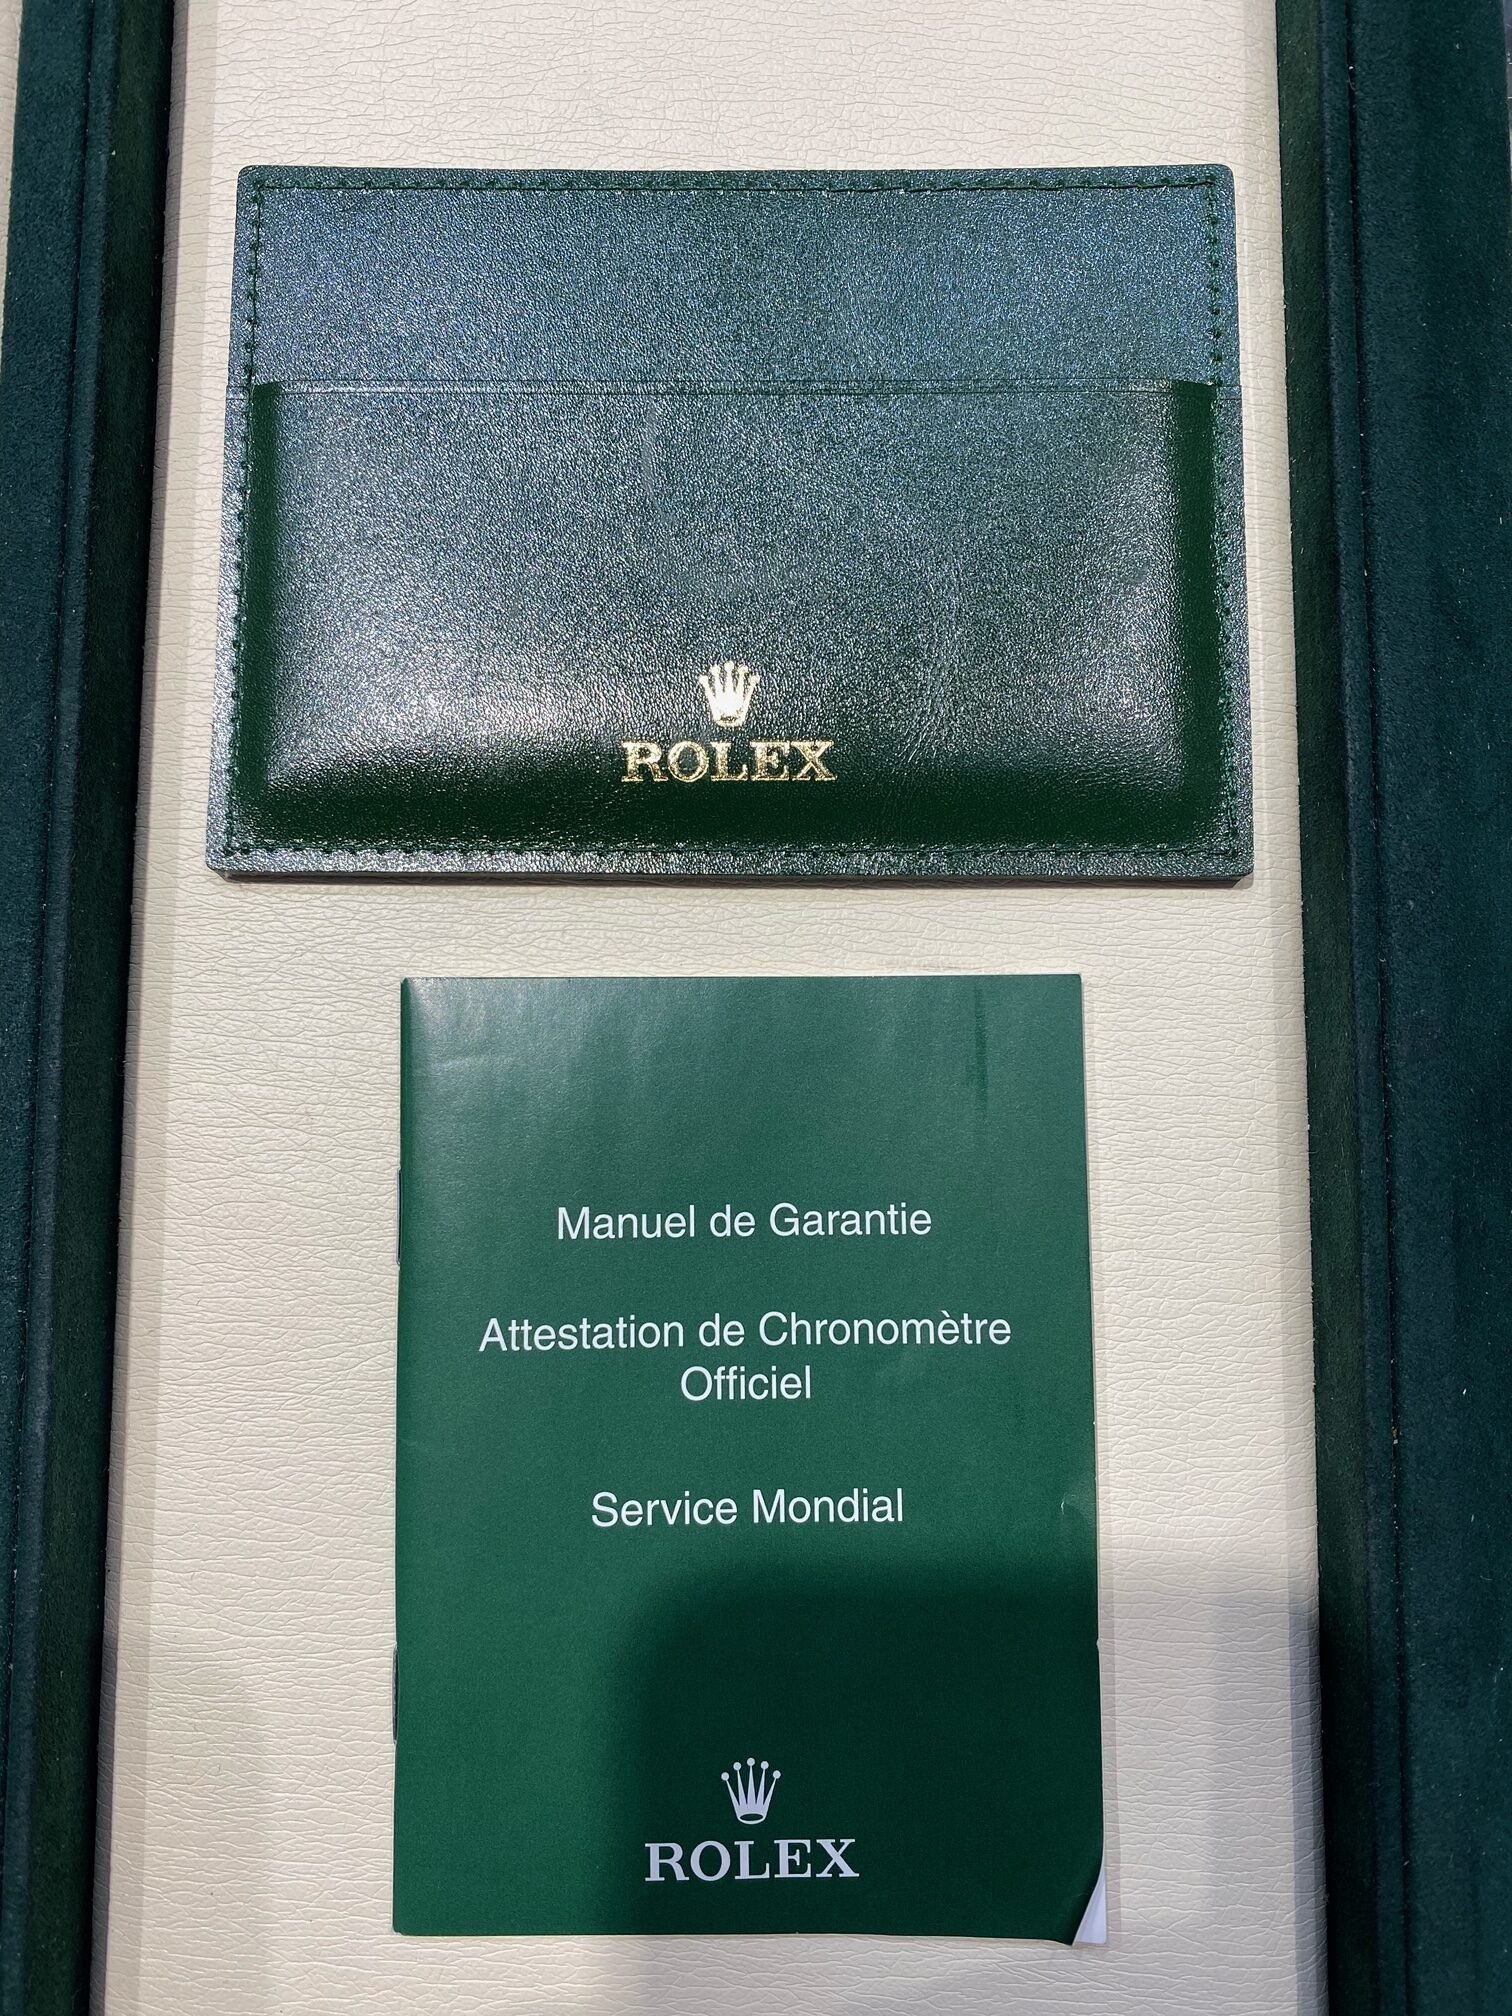 ROLEX
Manuel de Garantie
Attestation de Chronomètre
Officiel
Service Mondial
ROLEX